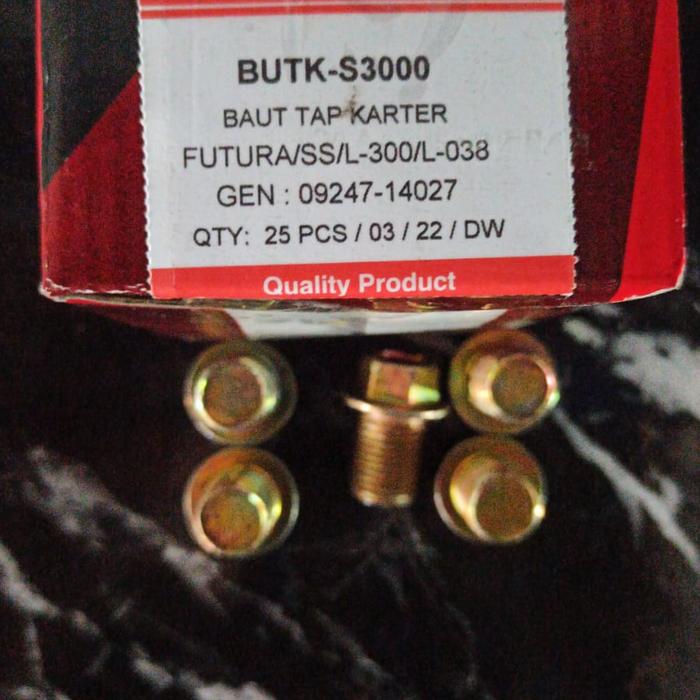 BUTK-S3000
BAUT TAP KARTER
FUTURA/SS/L-300/L-038
GEN : 09247-14027
QTY: 25 PCS / 03 / 22 / DW
Quality Product